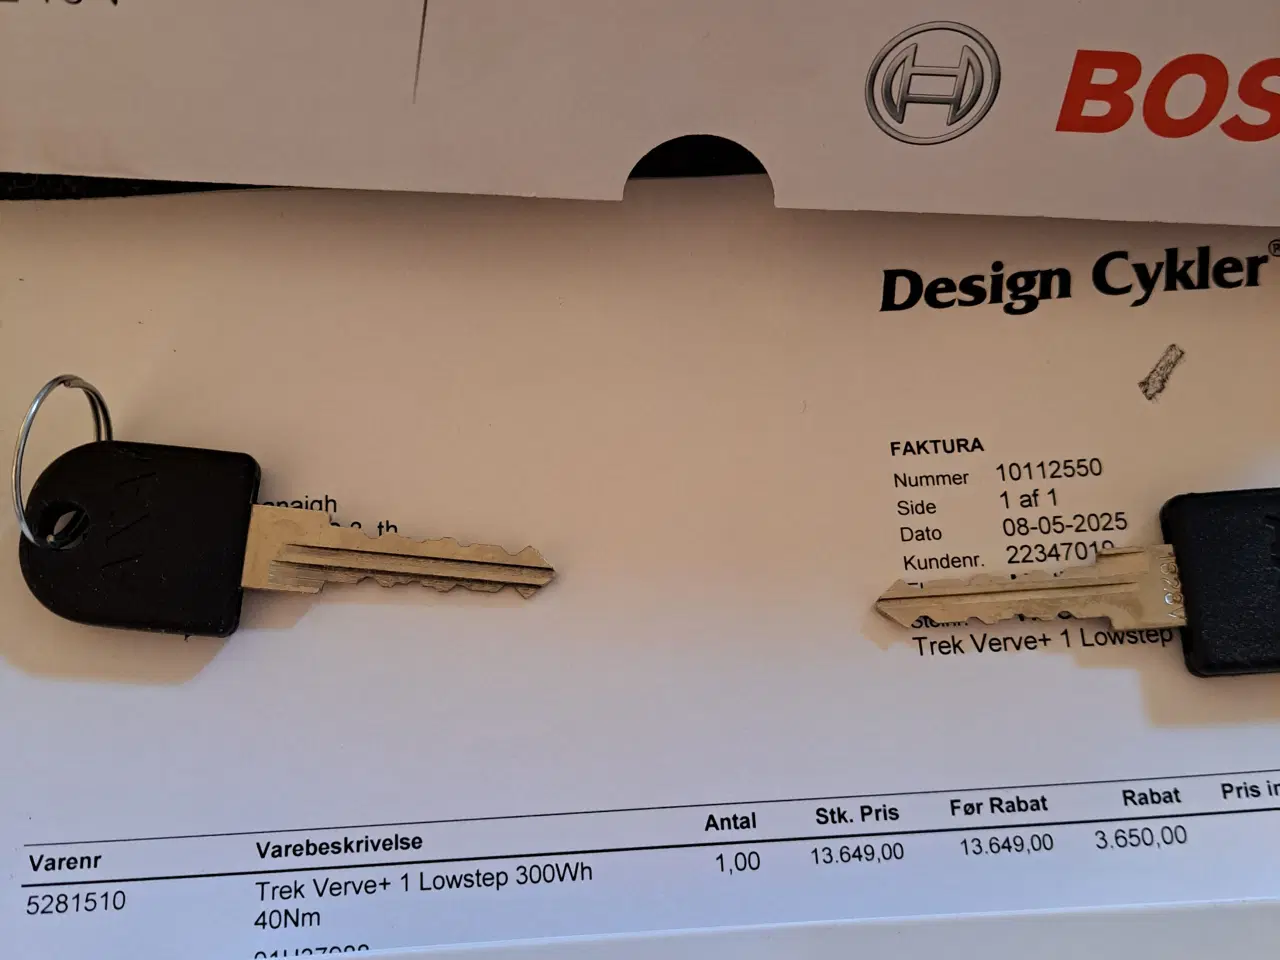 BOS
Design Cykler®
FAKTURA
Nummer 10112550
Side 1 af 1
Dato 08-05-2025
Kundenr. 22347019
th
Trek Verve+ 1 Lowstep
Varenr Varebeskrivelse Antal Stk. Pris Før Rabat Rabat Pris
5281510 Trek Verve+ 1 Lowstep 300Wh 1,00 13.649,00 13.649,00 3.650,00
40Nm